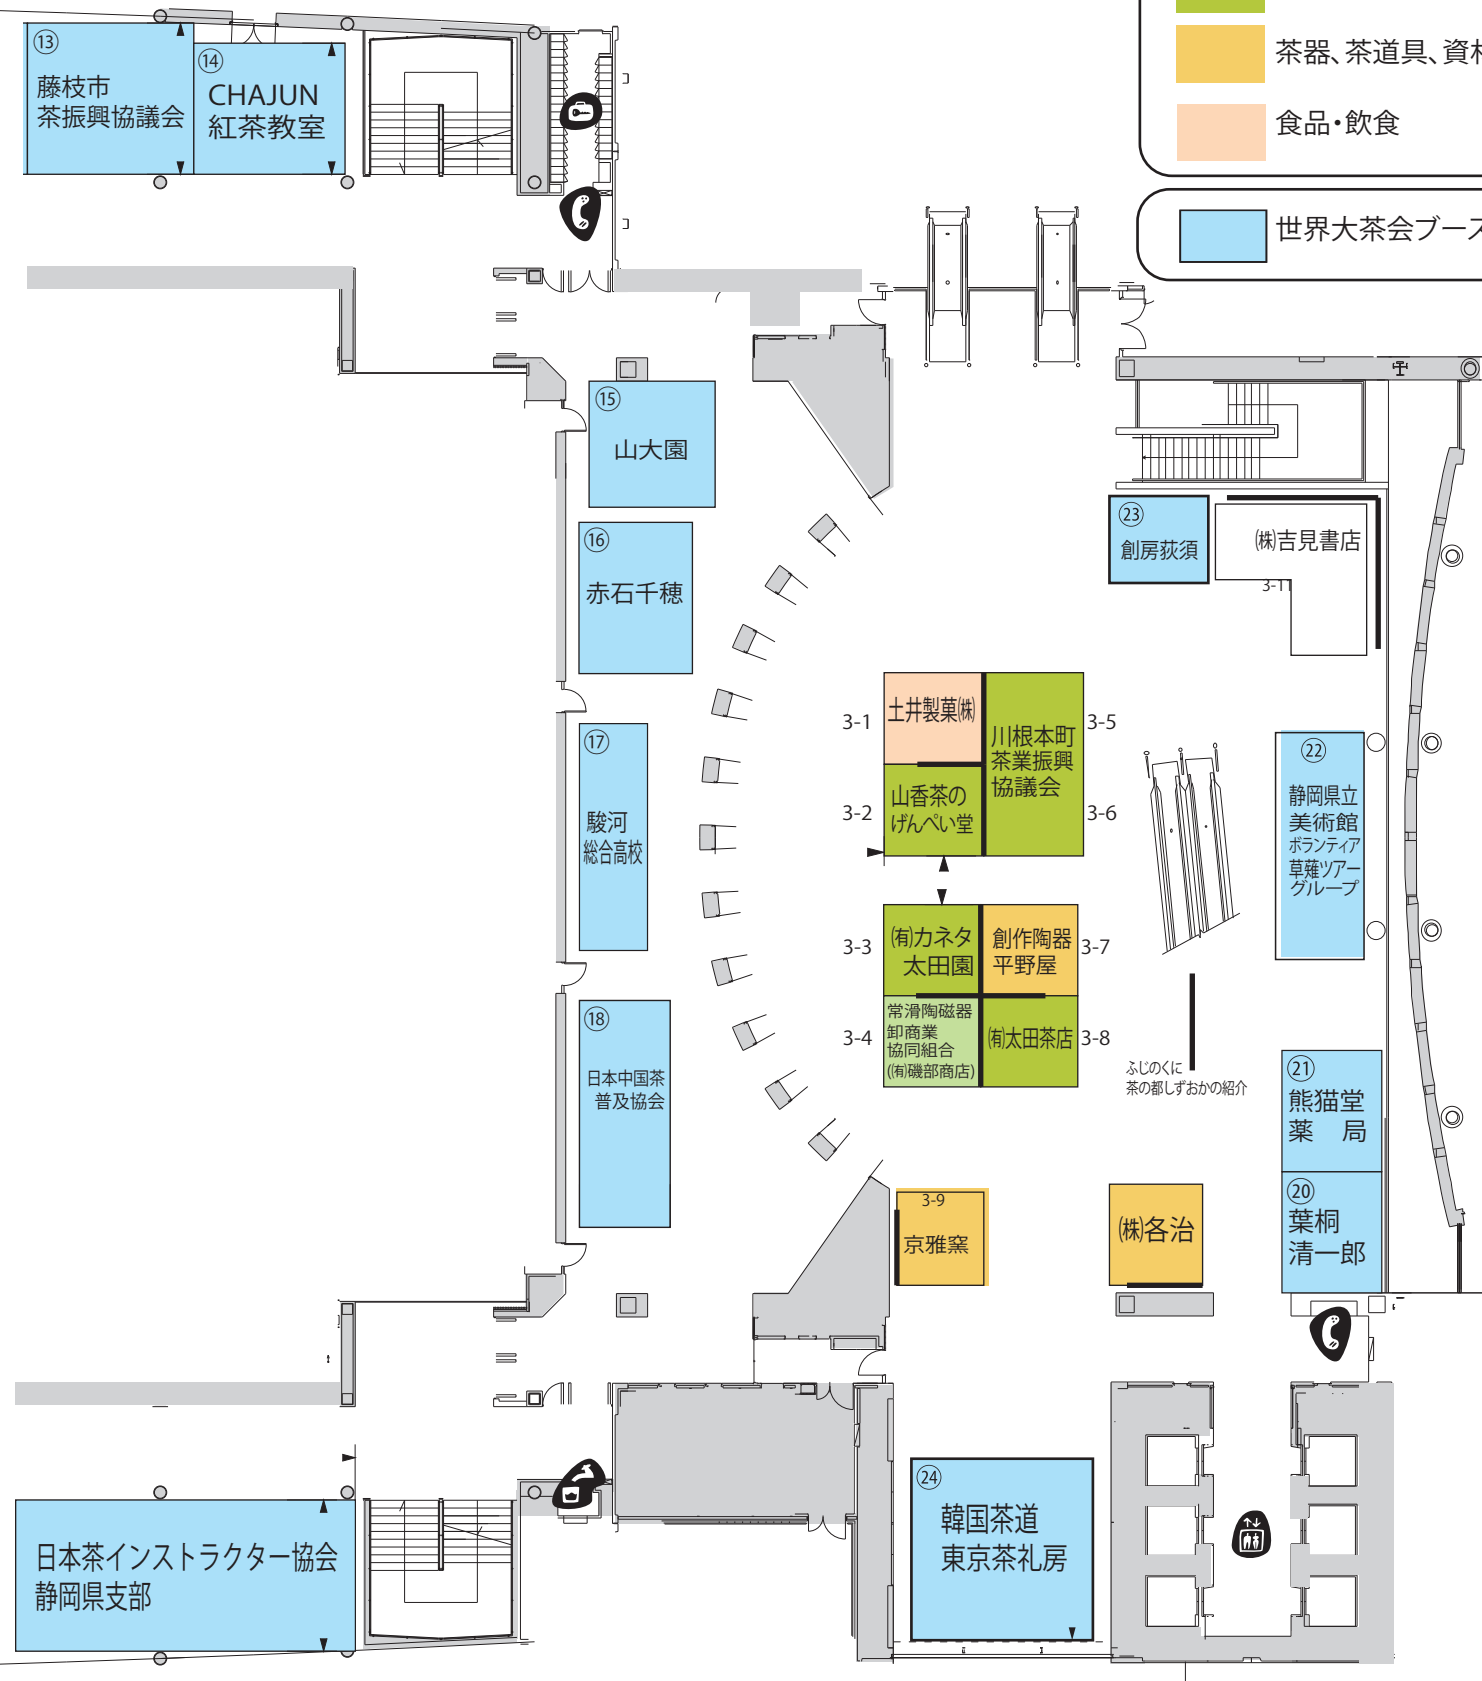 ⑬
藤枝市
茶振興協議会
⑭
CHAJUN
紅茶教室
茶器、茶道具、資材
食品・飲食
世界大茶会ブース
⑮
山大園
⑯
赤石千穂
⑰
駿河
総合高校
⑱
日本中国茶
普及協会
㉓
創房荻須
㈱吉見書店
3-11
3-1
土井製菓㈱
3-2
山香茶の
げんぺい堂
川根本町
茶業振興
協議会
3-5
3-6
3-3
㈲カネタ
太田園
創作陶器
平野屋
3-7
3-4
常滑陶磁器
卸商業
協同組合
(㈲磯部商店)
㈲太田茶店
3-8
㉒
静岡県立
美術館
ボランティア
草薙ツアー
グループ
ふじのくに
茶の都しずおかの紹介
㉑
熊猫堂
薬 局
⑳
葉桐
清一郎
3-9
京雅窯
㈱各治
㉔
韓国茶道
東京茶礼房
日本茶インストラクター協会
静岡県支部